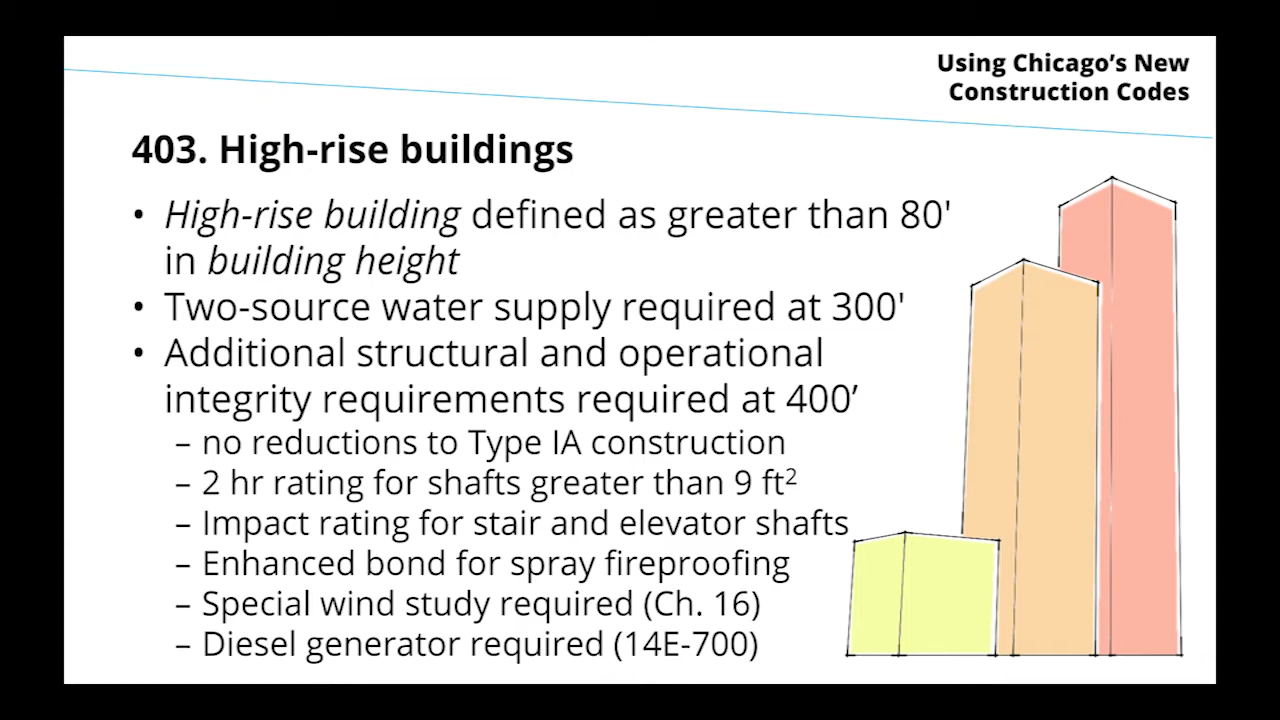 Using Chicago’s New
Construction Codes
403. High-rise buildings
• High-rise building defined as greater than 80'
in building height
• Two-source water supply required at 300'
• Additional structural and operational
integrity requirements required at 400’
– no reductions to Type IA construction
– 2 hr rating for shafts greater than 9 ft²
– Impact rating for stair and elevator shafts
– Enhanced bond for spray fireproofing
– Special wind study required (Ch. 16)
– Diesel generator required (14E-700)